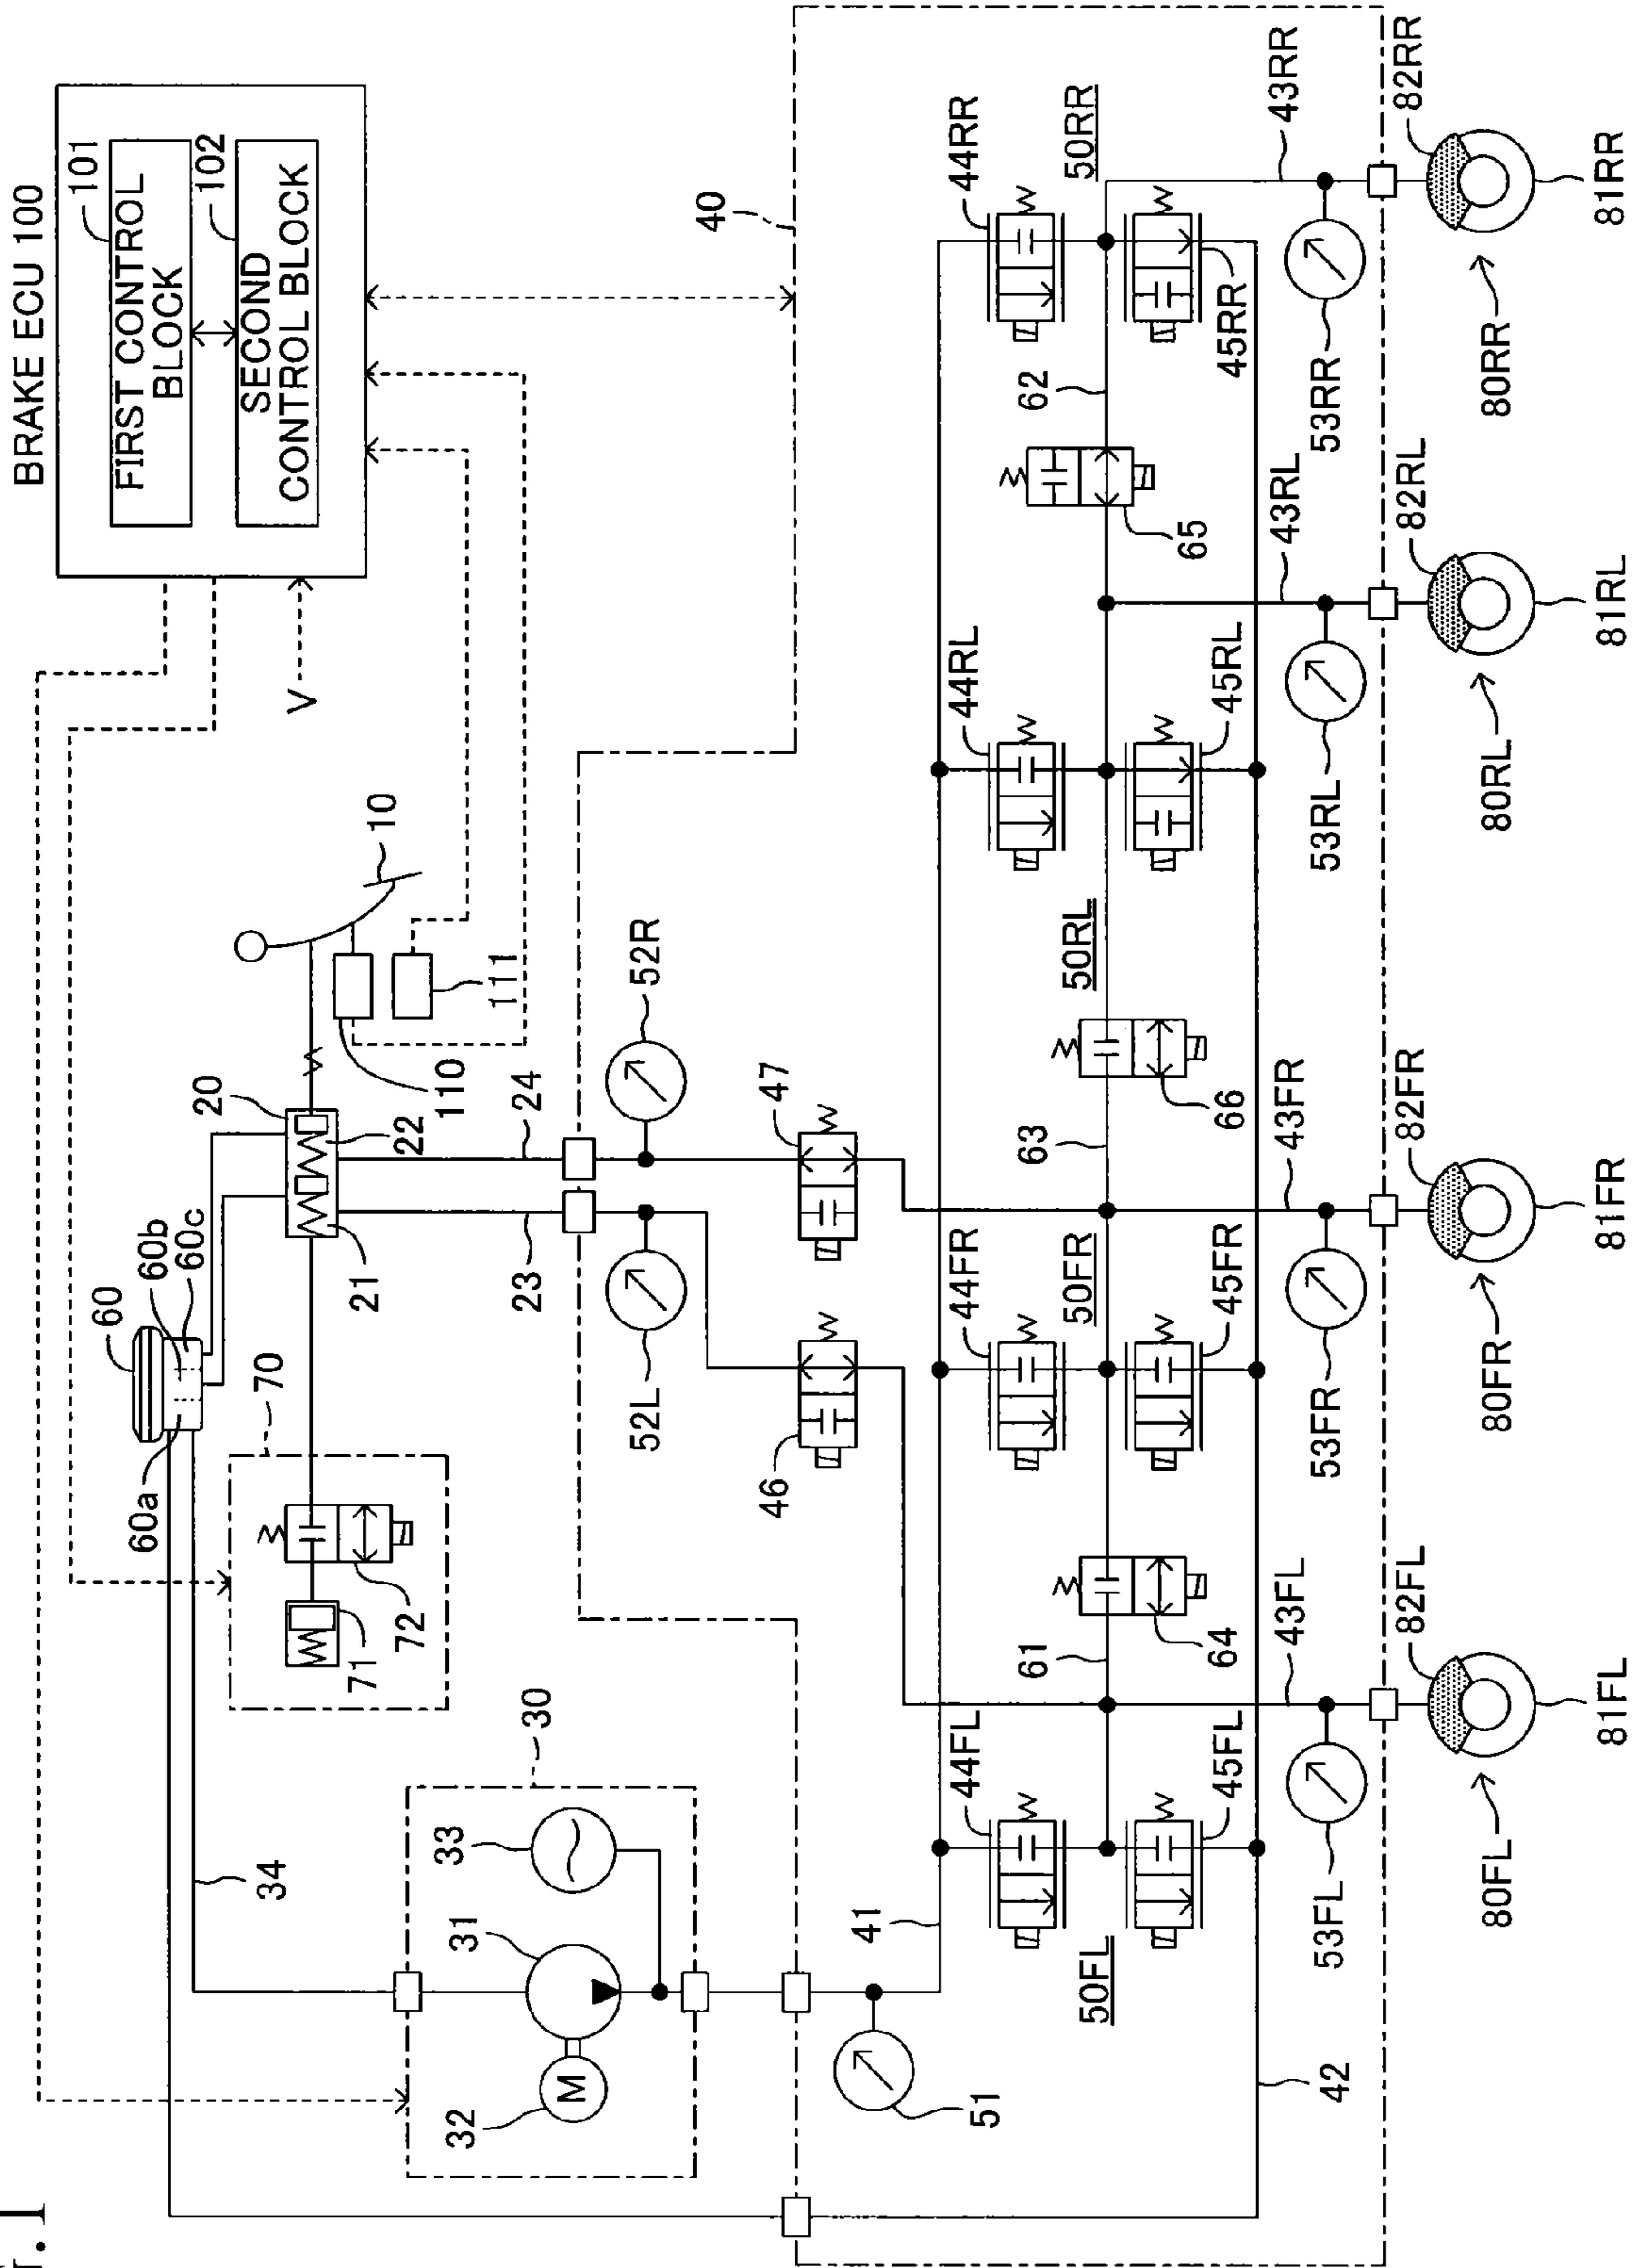 BRAKE ECU 100
101
FIRST CONTROL
BLOCK
102
SECOND
CONTROL BLOCK
V
10
111
110
20
22
21
24
23
60
60b
60c
60a
70
71
72
34
30
33
31
32
M
40
52R
52L
47
46
41
51
42
44FL
45FL
50FL
44FR
45FR
50FR
44RL
45RL
50RL
44RR
45RR
50RR
61
64
63
66
62
65
43FL
43FR
43RL
43RR
53FL
53FR
53RL
53RR
82FL
82FR
82RL
82RR
80FL
80FR
80RL
80RR
81FL
81FR
81RL
81RR